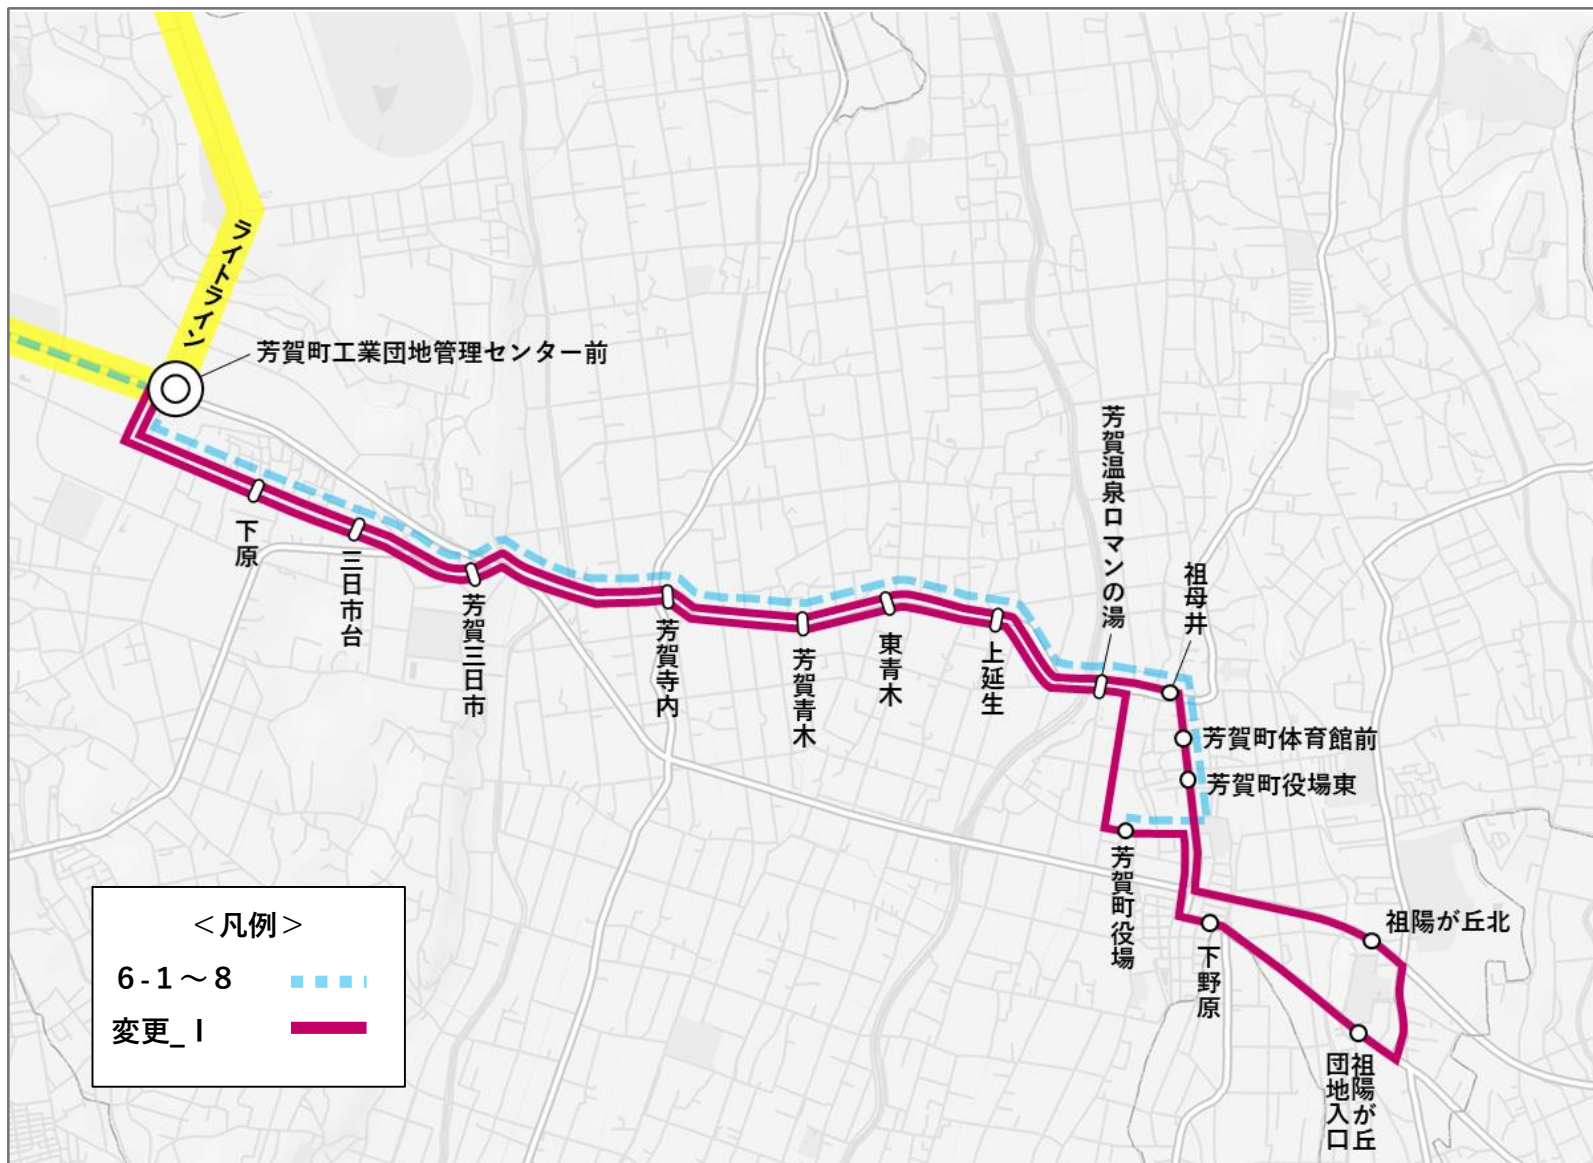 ライトライン
芳賀町工業団地管理センター前
下原
三日市台
芳賀三日市
芳賀寺内
芳賀青木
東青木
上延生
芳賀温泉ロマンの湯
祖母井
芳賀町体育館前
芳賀町役場東
芳賀町役場
下野原
祖陽が丘北
祖陽が丘
団地入口
＜凡例＞
6-1～8
変更_I